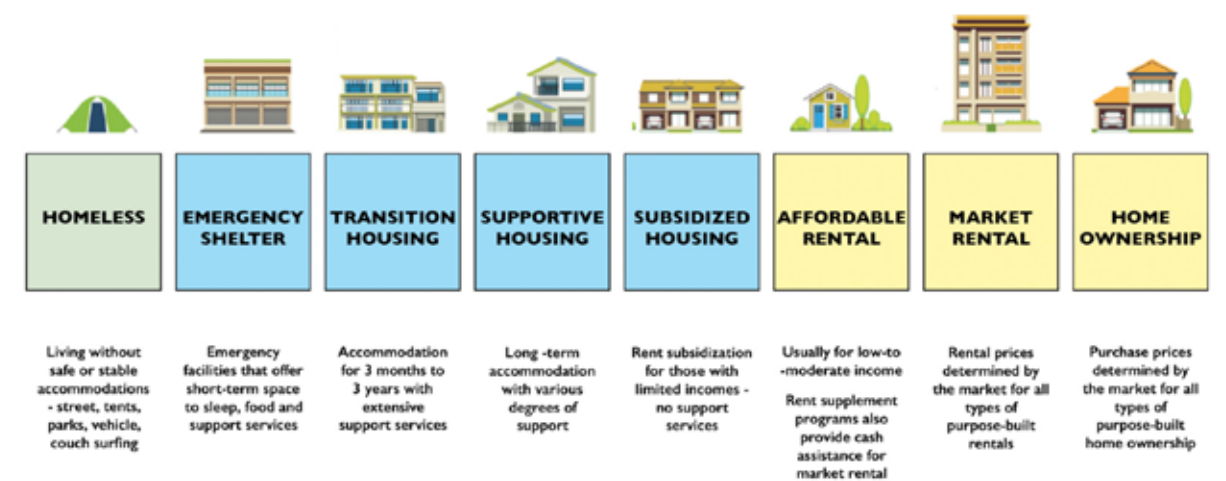 HOMELESS
EMERGENCY
SHELTER
TRANSITION
HOUSING
SUPPORTIVE
HOUSING
SUBSIDIZED
HOUSING
AFFORDABLE
RENTAL
MARKET
RENTAL
HOME
OWNERSHIP
Living without
safe or stable
accommodations
- street, tents,
parks, vehicle,
couch surfing
Emergency
facilities that offer
short-term space
to sleep, food and
support services
Accommodation
for 3 months to
3 years with
extensive
support services
Long -term
accommodation
with various
degrees of
support
Rent subsidization
for those with
limited incomes -
no support
services
Usually for low-to
-moderate income
Rent supplement
programs also
provide cash
assistance for
market rental
Rental prices
determined by
the market for all
types of
purpose-built
rentals
Purchase prices
determined by
the market for all
types of
purpose-built
home ownership